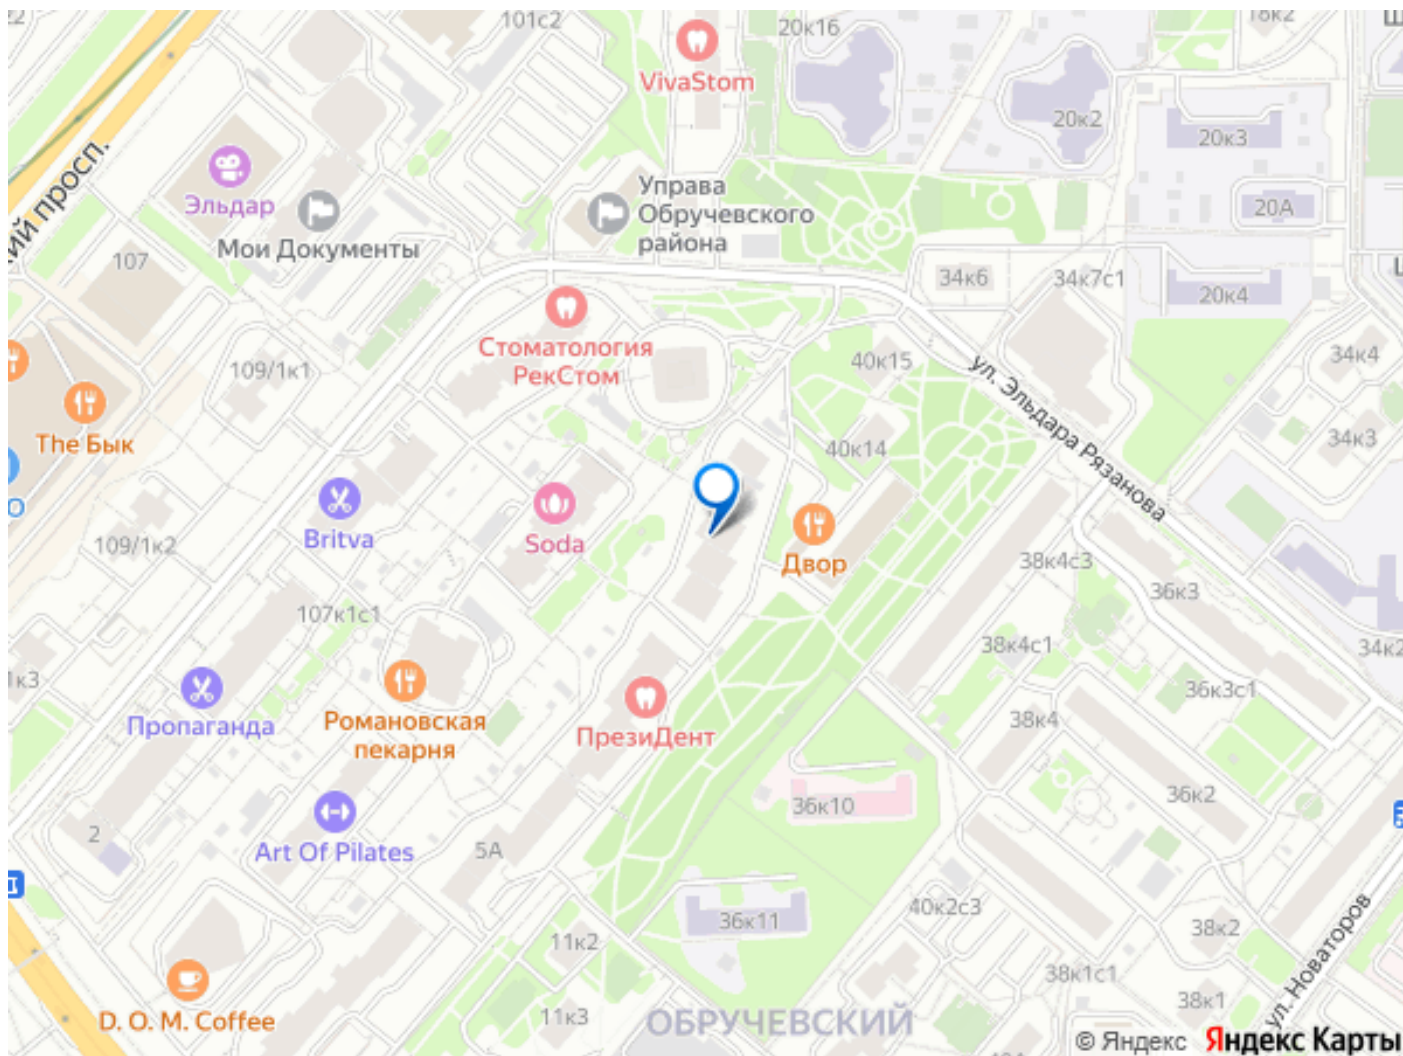 101с2
20к16
18к2
VivaStom
20к2
20к3
ий просп.
Эльдар
Мои Документы
Управа
Обручевского
района
20А
107
34к6
34к7с1
20к4
Стоматология
РекСтом
109/1к1
40к15
34к4
ул. Эльдара Рязанова
The Бык
40к14
34к3
Britva
Soda
Двор
109/1к2
38к4с3
36к3
107к1с1
38к4с1
34к2
1к3
36к3с1
Пропаганда
Романовская
пекарня
ПрезиДент
38к4
36к10
36к2
2
Art Of Pilates
5А
36к11
40к2с3
38к2
11к2
ул. Новаторов
38к1с1
38к1
D. O. M. Coffee
11к3
ОБРУЧЕВСКИЙ
© Яндекс Яндекс Карты